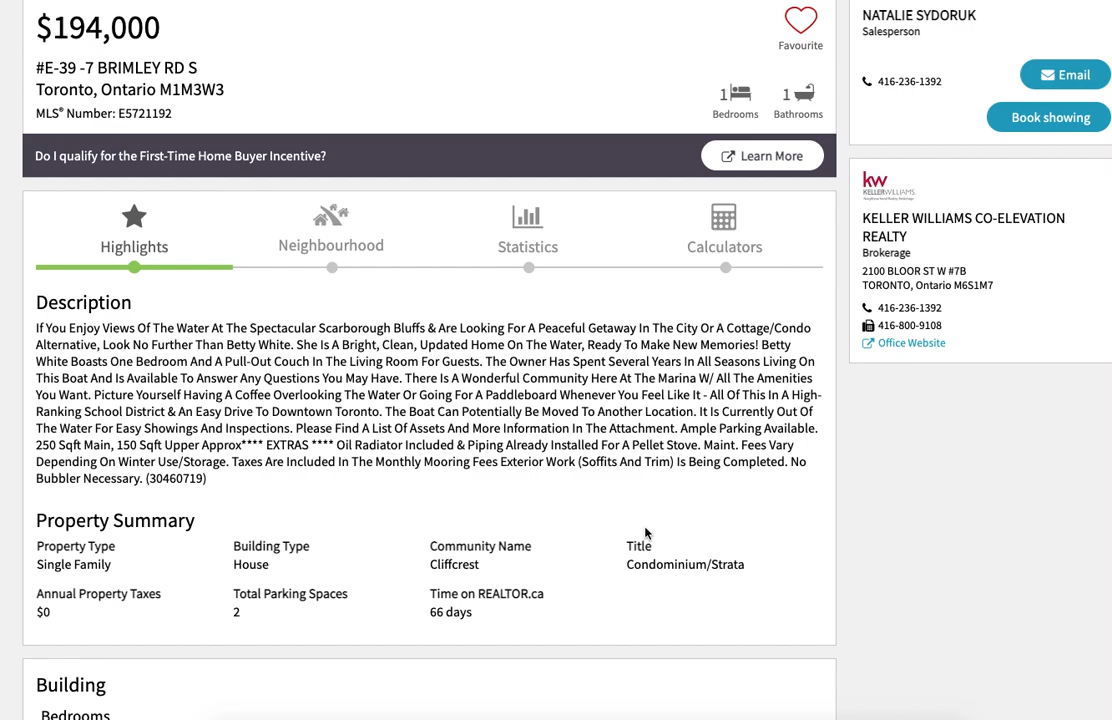 $194,000
Favourite
#E-39 -7 BRIMLEY RD S
Toronto, Ontario M1M3W3
MLS® Number: E5721192
1
Bedrooms
1
Bathrooms
Do I qualify for the First-Time Home Buyer Incentive?
Learn More
Highlights
Neighbourhood
Statistics
Calculators
Description
If You Enjoy Views Of The Water At The Spectacular Scarborough Bluffs & Are Looking For A Peaceful Getaway In The City Or A Cottage/Condo
Alternative, Look No Further Than Betty White. She Is A Bright, Clean, Updated Home On The Water, Ready To Make New Memories! Betty
White Boasts One Bedroom And A Pull-Out Couch In The Living Room For Guests. The Owner Has Spent Several Years In All Seasons Living On
This Boat And Is Available To Answer Any Questions You May Have. There Is A Wonderful Community Here At The Marina W/ All The Amenities
You Want. Picture Yourself Having A Coffee Overlooking The Water Or Going For A Paddleboard Whenever You Feel Like It - All Of This In A High-
Ranking School District & An Easy Drive To Downtown Toronto. The Boat Can Potentially Be Moved To Another Location. It Is Currently Out Of
The Water For Easy Showings And Inspections. Please Find A List Of Assets And More Information In The Attachment. Ample Parking Available.
250 Sqft Main, 150 Sqft Upper Approx**** EXTRAS **** Oil Radiator Included & Piping Already Installed For A Pellet Stove. Maint. Fees Vary
Depending On Winter Use/Storage. Taxes Are Included In The Monthly Mooring Fees Exterior Work (Soffits And Trim) Is Being Completed. No
Bubbler Necessary. (30460719)
Property Summary
Property Type
Single Family
Building Type
House
Community Name
Cliffcrest
Title
Condominium/Strata
Annual Property Taxes
$0
Total Parking Spaces
2
Time on REALTOR.ca
66 days
Building
Bedrooms
NATALIE SYDORUK
Salesperson
416-236-1392
Email
Book showing
kw
KELLERWILLIAMS.
KELLER WILLIAMS CO-ELEVATION
REALTY
Brokerage
2100 BLOOR ST W #7B
TORONTO, Ontario M6S1M7
416-236-1392
416-800-9108
Office Website